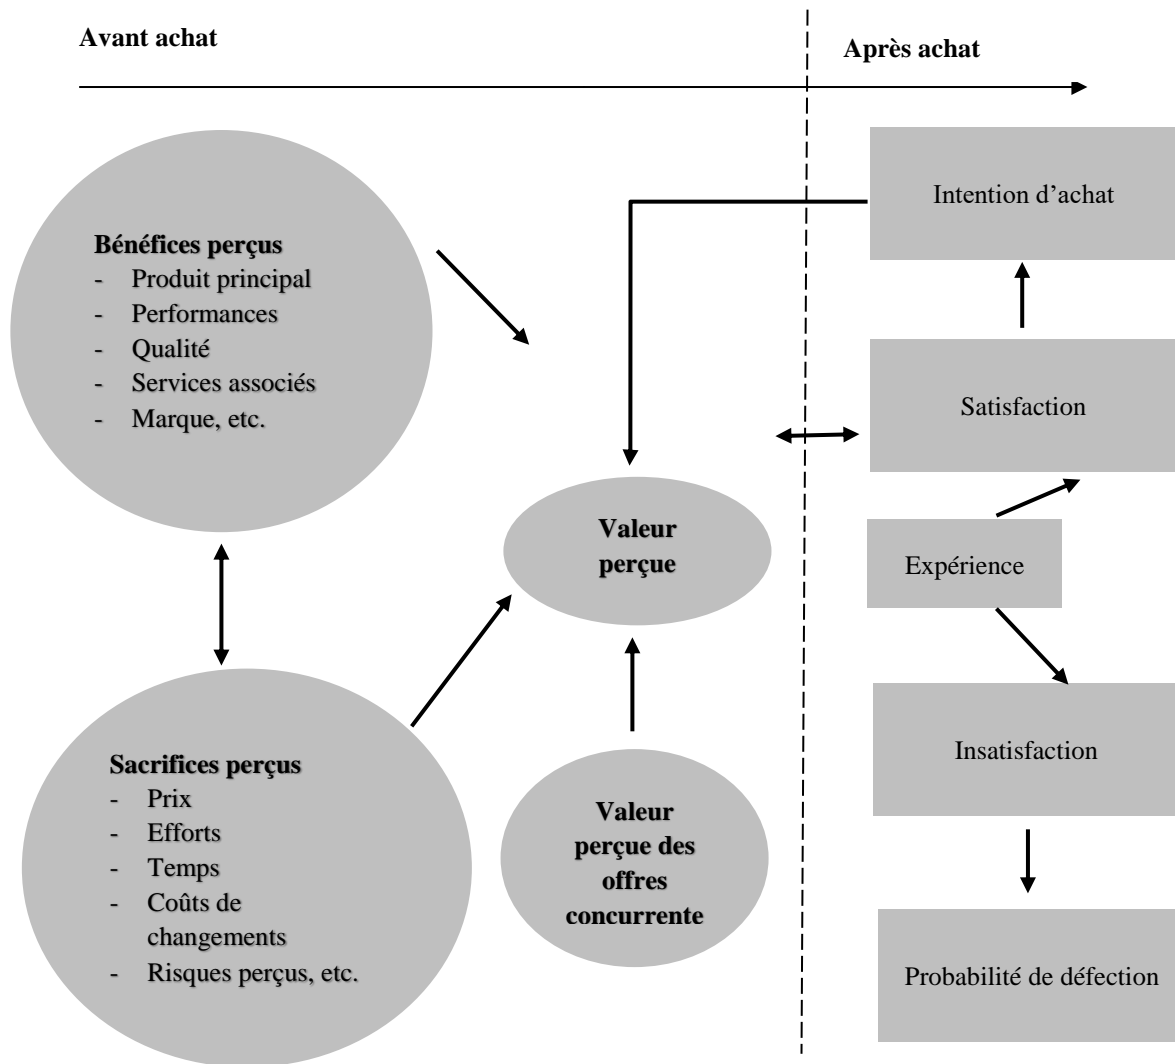 Avant achat
Après achat
Bénéfices perçus
- Produit principal
- Performances
- Qualité
- Services associés
- Marque, etc.
Intention d’achat
Satisfaction
Valeur
perçue
Expérience
Sacrifices perçus
- Prix
- Efforts
- Temps
- Coûts de
changements
- Risques perçus, etc.
Valeur
perçue des
offres
concurrente
Insatisfaction
Probabilité de défection